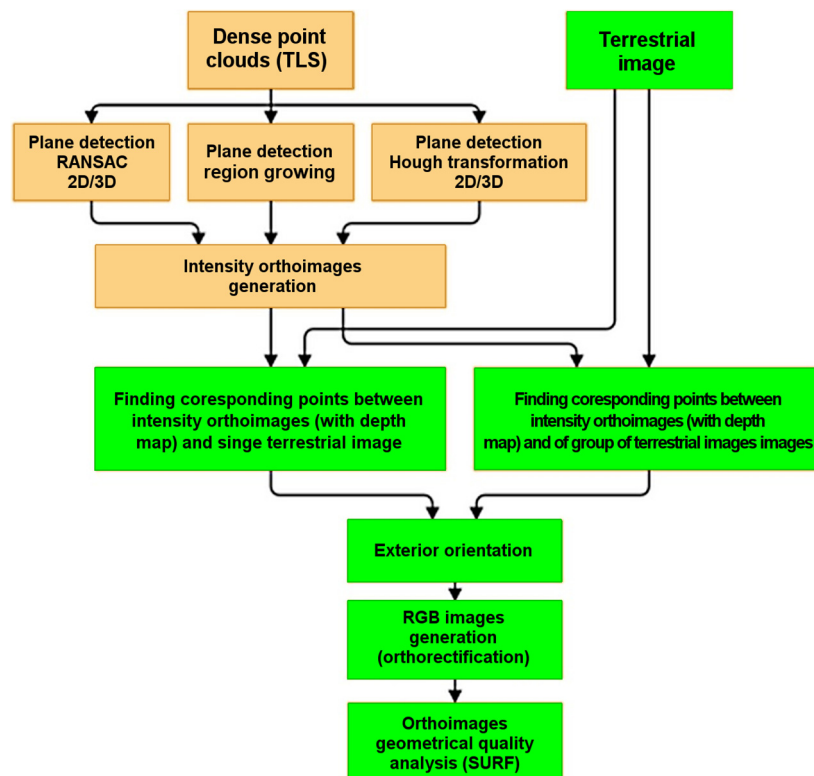 Dense point
clouds (TLS)
Terrestrial
image
Plane detection
RANSAC
2D/3D
Plane detection
region growing
Plane detection
Hough transformation
2D/3D
Intensity orthoimages
generation
Finding coresponding points between
intensity orthoimages (with depth
map) and singe terrestrial image
Finding coresponding points between
intensity orthoimages (with depth
map) and of group of terrestrial images images
Exterior orientation
RGB images
generation
(orthorectification)
Orthoimages
geometrical quality
analysis (SURF)